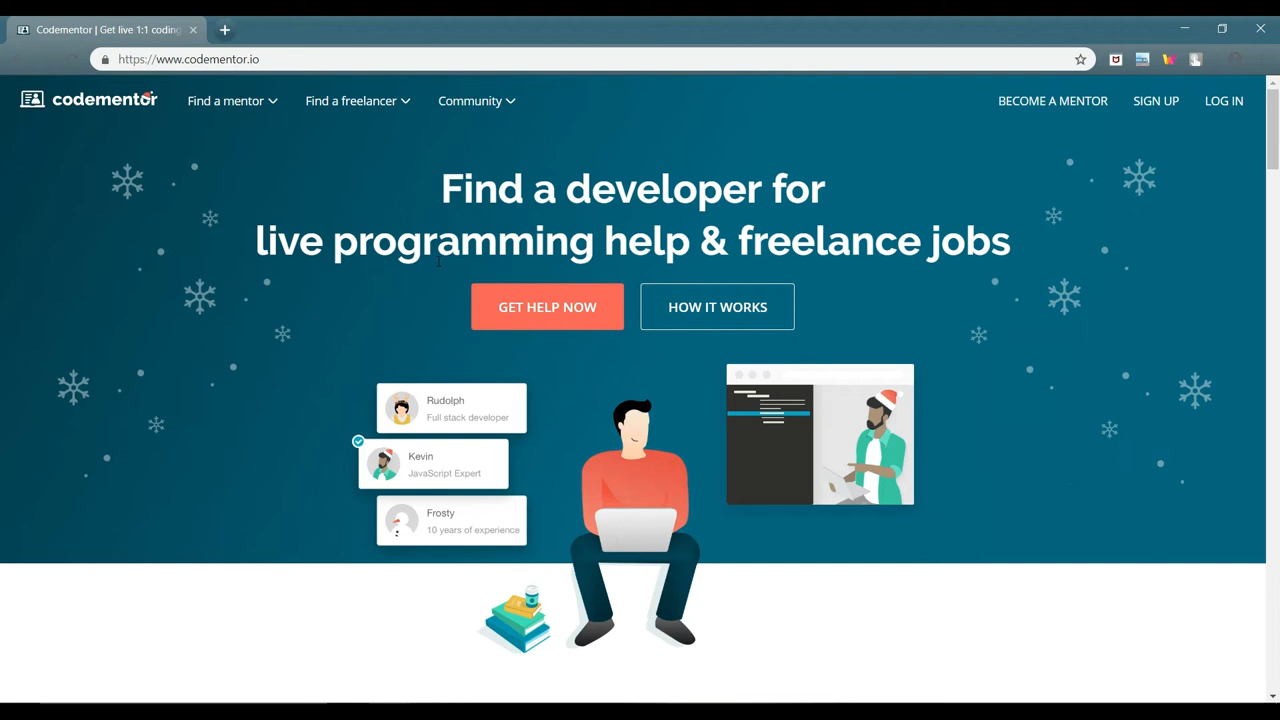 Codementor | Get live 1:1 coding
https://www.codementor.io
codementor
Find a mentor
Find a freelancer
Community
BECOME A MENTOR
SIGN UP
LOG IN
Find a developer for
live programming help & freelance jobs
GET HELP NOW
HOW IT WORKS
Rudolph
Full stack developer
Kevin
JavaScript Expert
Frosty
10 years of experience